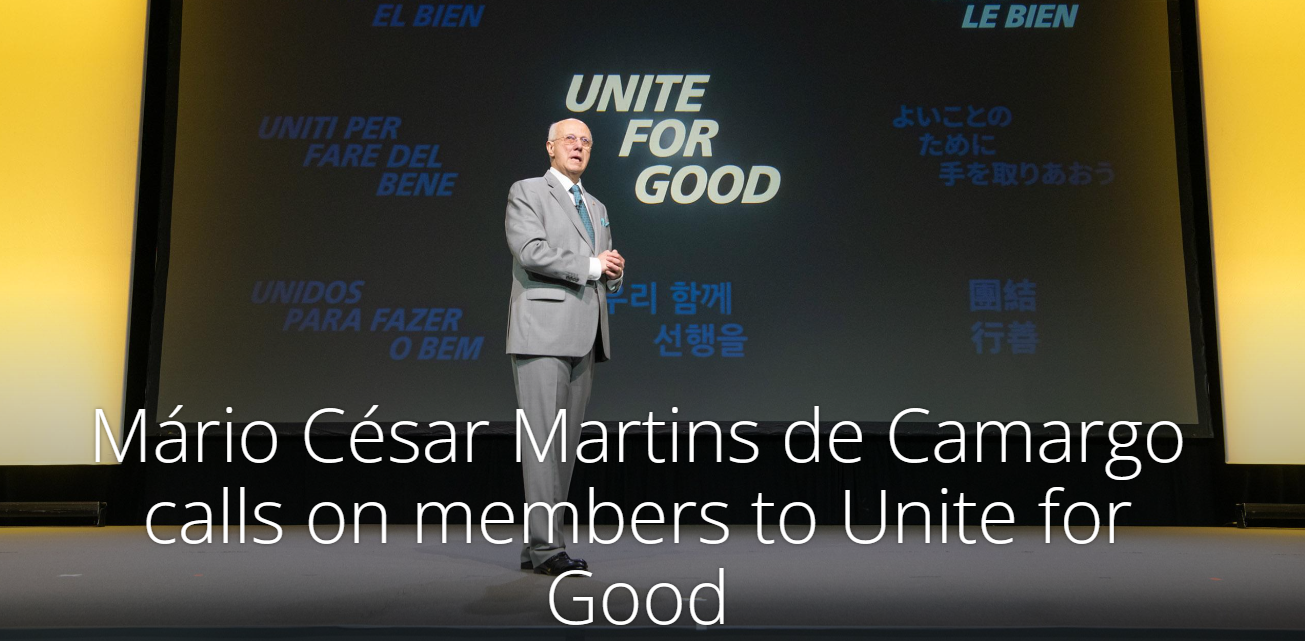 EL BIEN
LE BIEN
UNITE
FOR
GOOD
UNITI PER
FARE DEL
BENE
よいことの
ために
手を取りあおう
UNIDOS
PARA FAZER
O BEM
우리 함께
선행을
團結
行善
Mário César Martins de Camargo
calls on members to Unite for
Good